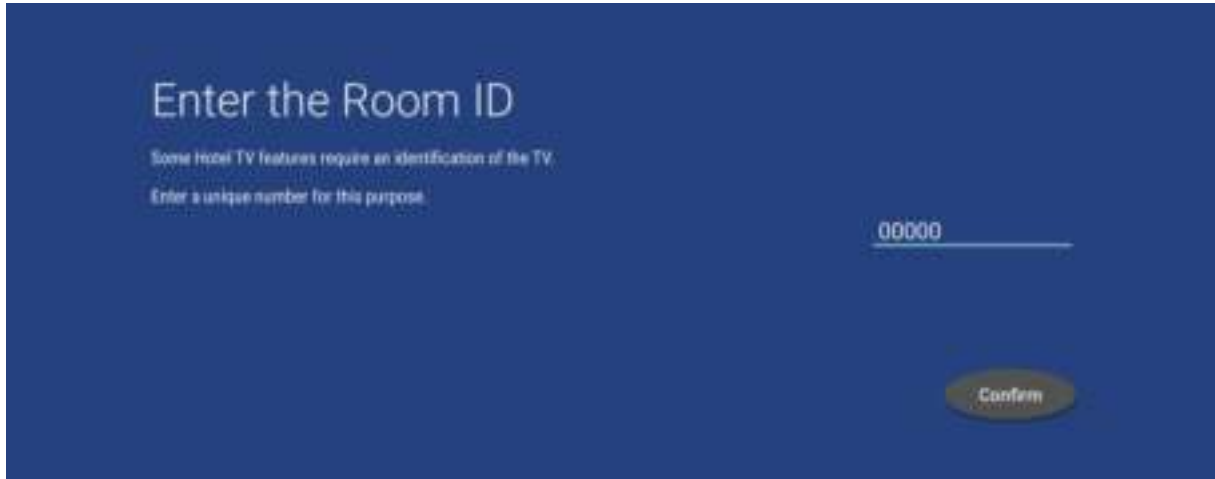 Enter the Room ID
Some Hotel TV features require an identification of the TV.
Enter a unique number for this purpose.
00000
Confirm